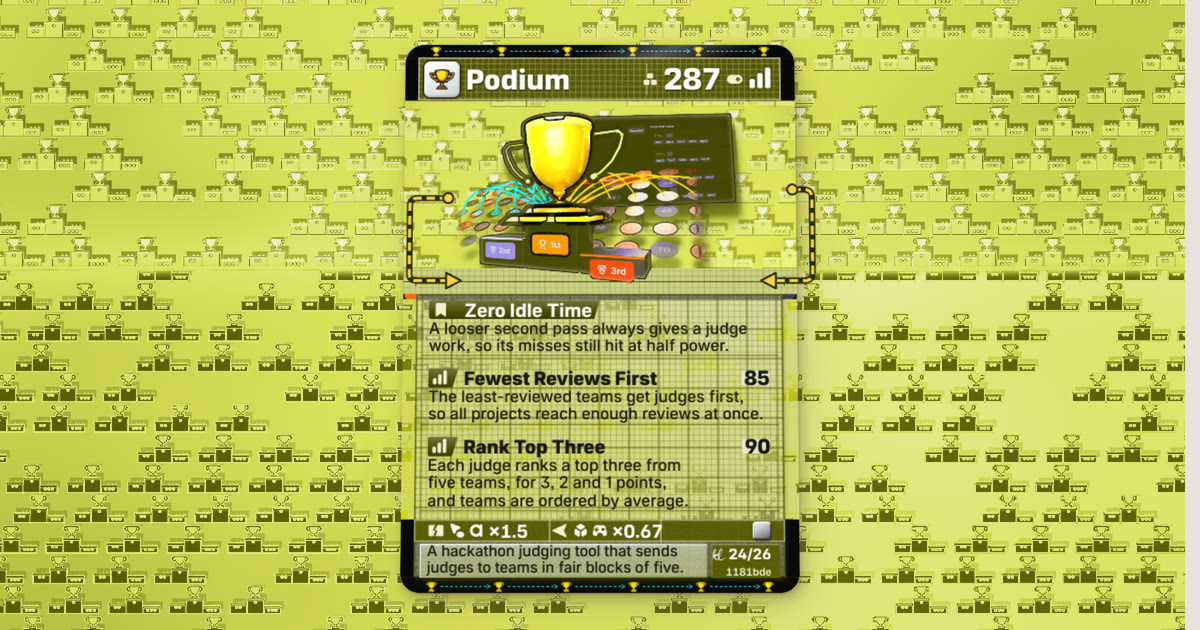 Podium
287
2nd
1st
3rd
Zero Idle Time
A looser second pass always gives a judge
work, so its misses still hit at half power.
Fewest Reviews First 85
The least-reviewed teams get judges first,
so all projects reach enough reviews at once.
Rank Top Three 90
Each judge ranks a top three from
five teams, for 3, 2 and 1 points,
and teams are ordered by average.
×1.5 ×0.67
A hackathon judging tool that sends
judges to teams in fair blocks of five.
24/26
1181bde